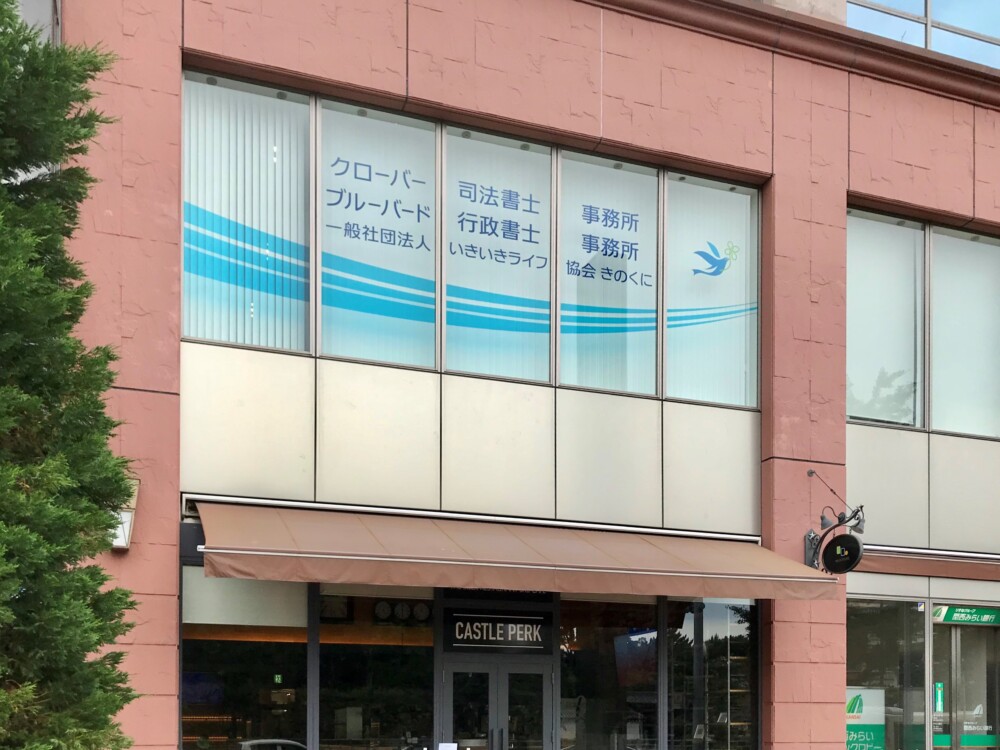 クローバー 司法書士 事務所
ブルーバード 行政書士 事務所
一般社団法人 いきいきライフ 協会 きのくに
CASTLE PERK
関西みらい銀行